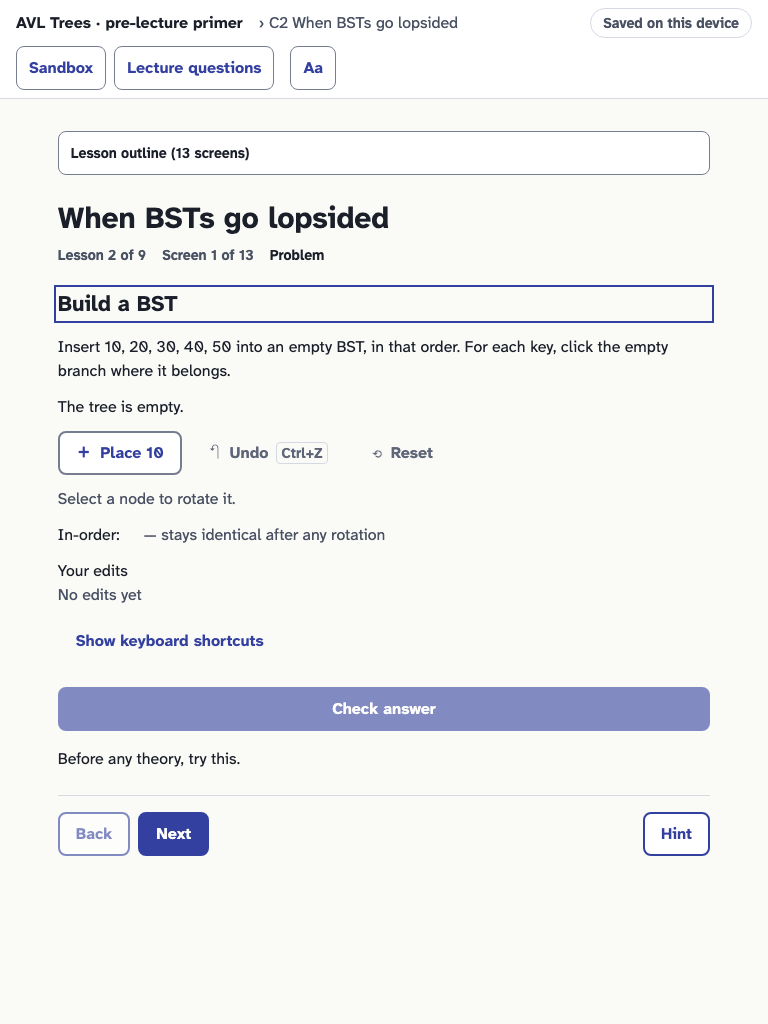 AVL Trees · pre-lecture primer › C2 When BSTs go lopsided Saved on this device
Sandbox Lecture questions Aa
Lesson outline (13 screens)
When BSTs go lopsided
Lesson 2 of 9 Screen 1 of 13 Problem
Build a BST
Insert 10, 20, 30, 40, 50 into an empty BST, in that order. For each key, click the empty
branch where it belongs.
The tree is empty.
+ Place 10 Undo Ctrl+Z Reset
Select a node to rotate it.
In-order: — stays identical after any rotation
Your edits
No edits yet
Show keyboard shortcuts
Check answer
Before any theory, try this.
Back Next Hint